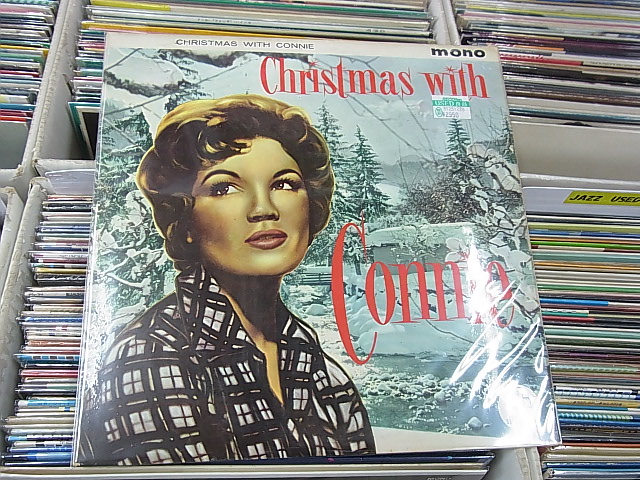 CHRISTMAS WITH CONNIE
mono
Christmas with
Connie
JAZZ USED